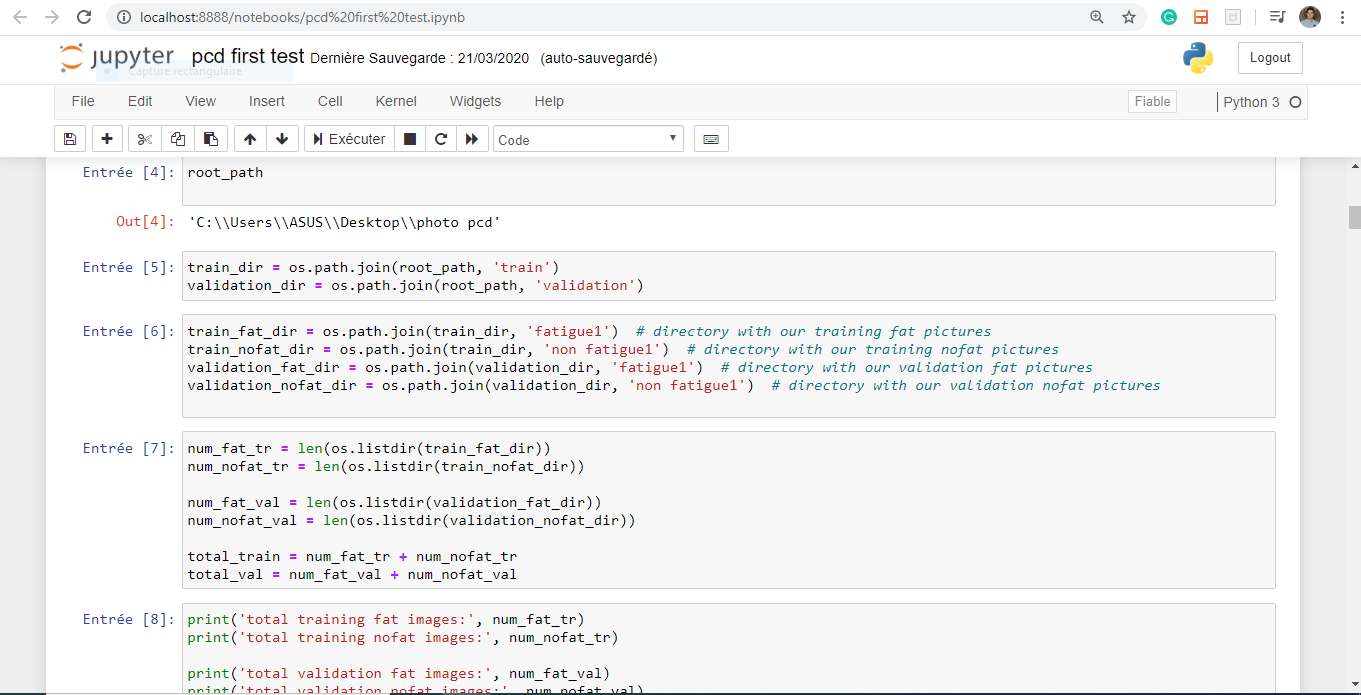 localhost:8888/notebooks/pcd%20first%20test.ipynb
jupyter pcd first test Dernière Sauvegarde : 21/03/2020 (auto-sauvegardé)
Logout
Capture rectangulaire
File Edit View Insert Cell Kernel Widgets Help Fiable Python 3
Exécuter Code
Entrée [4]: root_path
Out[4]: 'C:\\Users\\ASUS\\Desktop\\photo pcd'
Entrée [5]: train_dir = os.path.join(root_path, 'train')
validation_dir = os.path.join(root_path, 'validation')
Entrée [6]: train_fat_dir = os.path.join(train_dir, 'fatigue1')  # directory with our training fat pictures
train_nofat_dir = os.path.join(train_dir, 'non fatigue1')  # directory with our training nofat pictures
validation_fat_dir = os.path.join(validation_dir, 'fatigue1')  # directory with our validation fat pictures
validation_nofat_dir = os.path.join(validation_dir, 'non fatigue1')  # directory with our validation nofat pictures
Entrée [7]: num_fat_tr = len(os.listdir(train_fat_dir))
num_nofat_tr = len(os.listdir(train_nofat_dir))
num_fat_val = len(os.listdir(validation_fat_dir))
num_nofat_val = len(os.listdir(validation_nofat_dir))
total_train = num_fat_tr + num_nofat_tr
total_val = num_fat_val + num_nofat_val
Entrée [8]: print('total training fat images:', num_fat_tr)
print('total training nofat images:', num_nofat_tr)
print('total validation fat images:', num_fat_val)
print('total validation nofat images:', num_nofat_val)